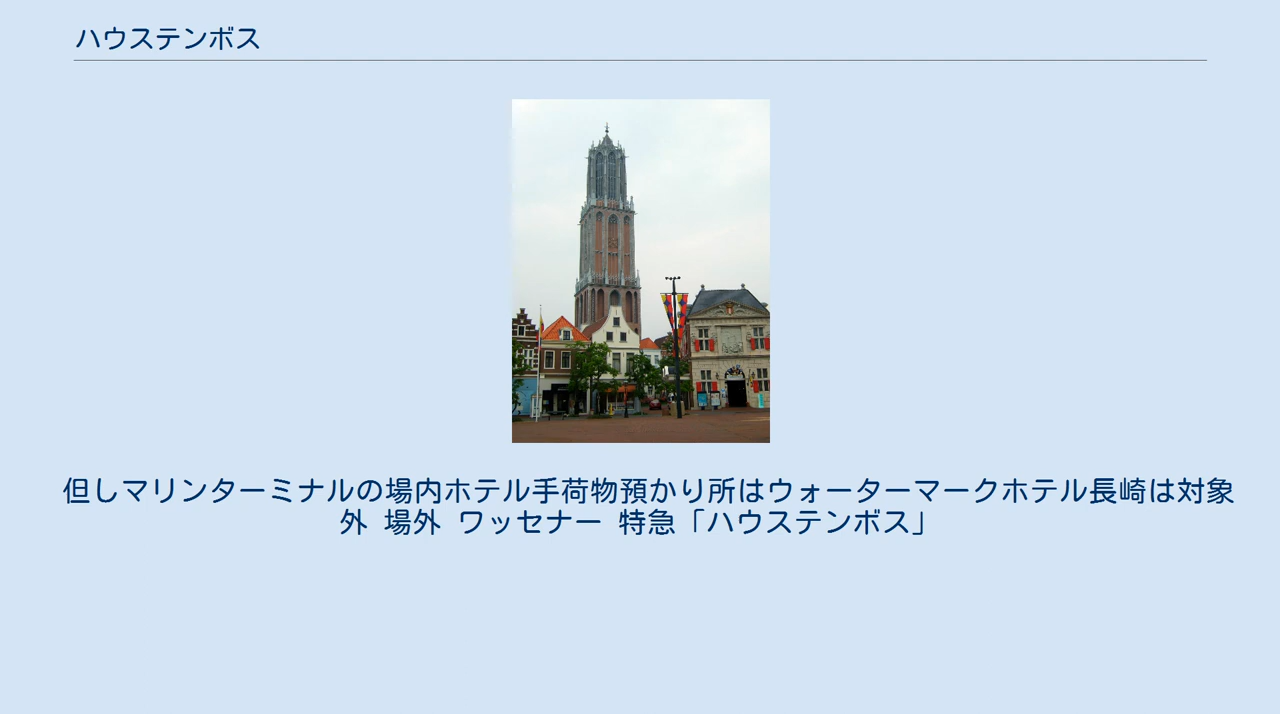 ハウステンボス
但しマリンターミナルの場内ホテル手荷物預かり所はウォーターマークホテル長崎は対象
外 場外 ワッセナー 特急「ハウステンボス」